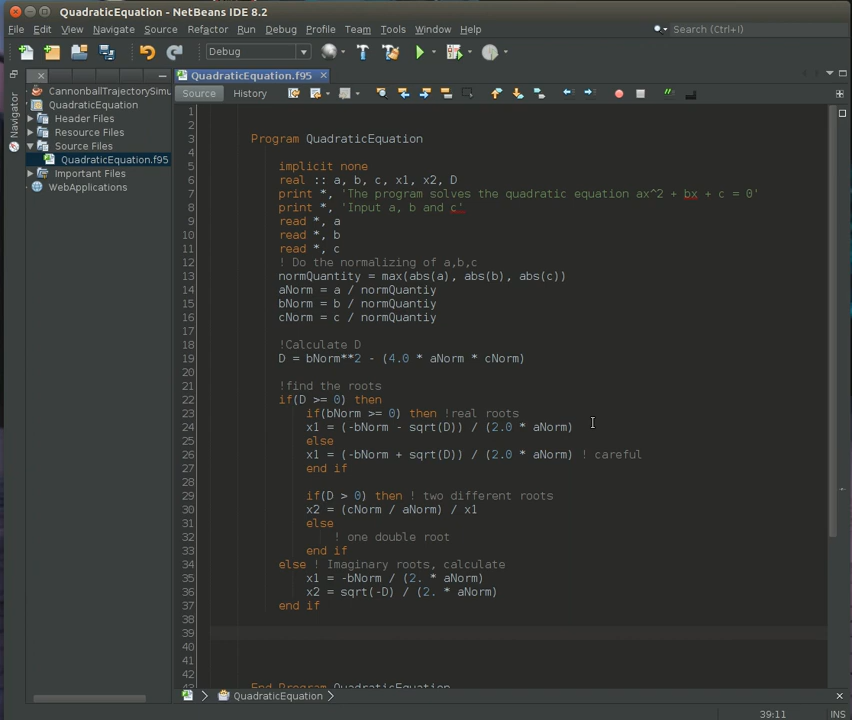 QuadraticEquation - NetBeans IDE 8.2
File Edit View Navigate Source Refactor Run Debug Profile Team Tools Window Help
Search (Ctrl+I)
Debug
QuadraticEquation.f95
Source History
Navigator
CannonballTrajectorySimu
QuadraticEquation
Header Files
Resource Files
Source Files
QuadraticEquation.f95
Important Files
WebApplications
1
2
3 Program QuadraticEquation
4
5 implicit none
6 real :: a, b, c, x1, x2, D
7 print *, 'The program solves the quadratic equation ax^2 + bx + c = 0'
8 print *, 'Input a, b and c'
9 read *, a
10 read *, b
11 read *, c
12 ! Do the normalizing of a,b,c
13 normQuantity = max(abs(a), abs(b), abs(c))
14 aNorm = a / normQuantiy
15 bNorm = b / normQuantiy
16 cNorm = c / normQuantiy
17
18 !Calculate D
19 D = bNorm**2 - (4.0 * aNorm * cNorm)
20
21 !find the roots
22 if(D >= 0) then
23 if(bNorm >= 0) then !real roots
24 x1 = (-bNorm - sqrt(D)) / (2.0 * aNorm)
25 else
26 x1 = (-bNorm + sqrt(D)) / (2.0 * aNorm) ! careful
27 end if
28
29 if(D > 0) then ! two different roots
30 x2 = (cNorm / aNorm) / x1
31 else
32 ! one double root
33 end if
34 else ! Imaginary roots, calculate
35 x1 = -bNorm / (2. * aNorm)
36 x2 = sqrt(-D) / (2. * aNorm)
37 end if
38
39
40
41
42
43 End Program QuadraticEquation
QuadraticEquation
39:11 INS